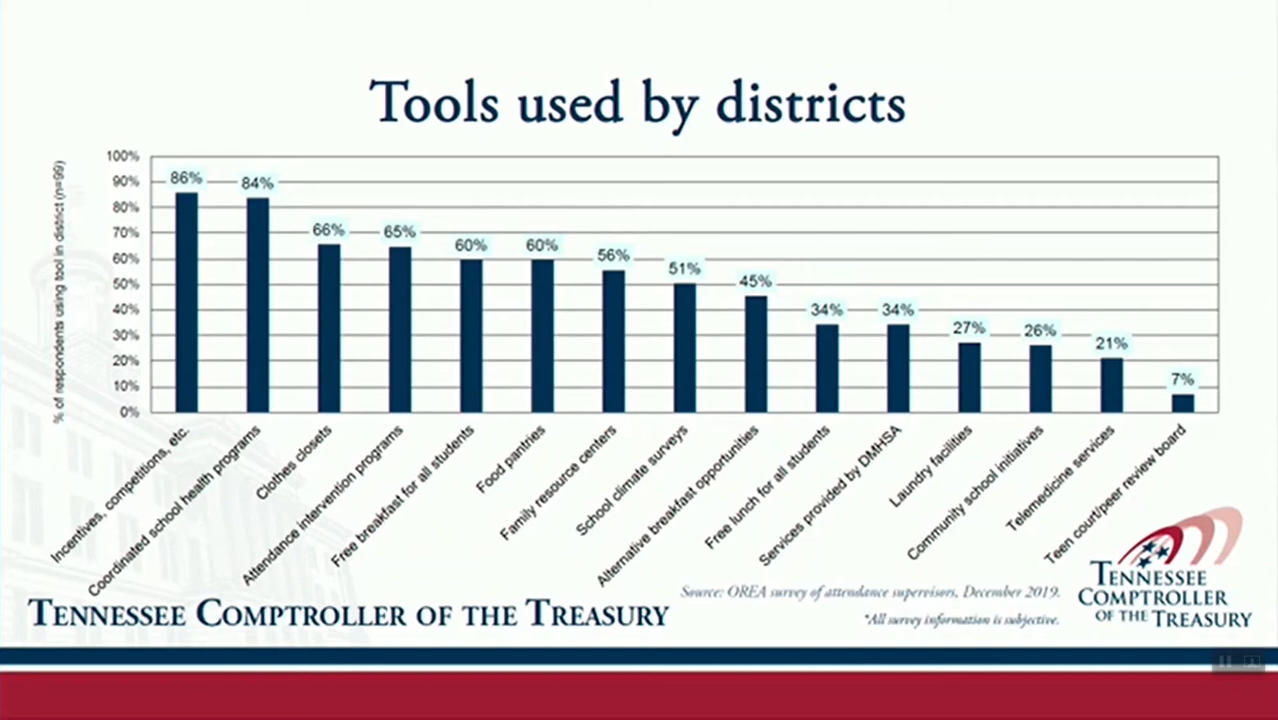 Tools used by districts
% of respondents using tool in district (n=99)
100%
90%
80%
70%
60%
50%
40%
30%
20%
10%
0%
86%
84%
66%
65%
60%
60%
56%
51%
45%
34%
34%
27%
26%
21%
7%
Incentives, competitions, etc.
Coordinated school health programs
Clothes closets
Attendance intervention programs
Free breakfast for all students
Food pantries
Family resource centers
School climate surveys
Alternative breakfast opportunities
Free lunch for all students
Services provided by DMHSA
Laundry facilities
Community school initiatives
Telemedicine services
Teen court/peer review board
Source: OREA survey of attendance supervisors, December 2019.
*All survey information is subjective.
TENNESSEE COMPTROLLER OF THE TREASURY
TENNESSEE
COMPTROLLER
OF THE TREASURY